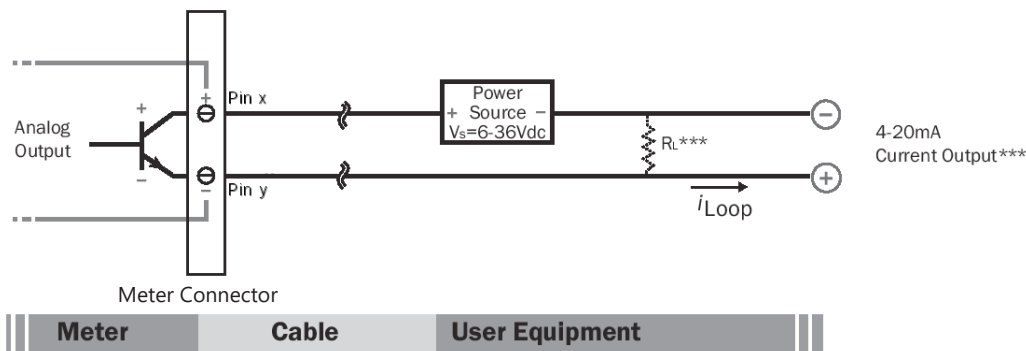 Power
+ Source −
Vs=6-36Vdc
Pin x
+
+
−
Analog
Output
RL***
4-20mA
Current Output***
−
−
Pin y
+
iLoop
Meter Connector
Meter
Cable
User Equipment